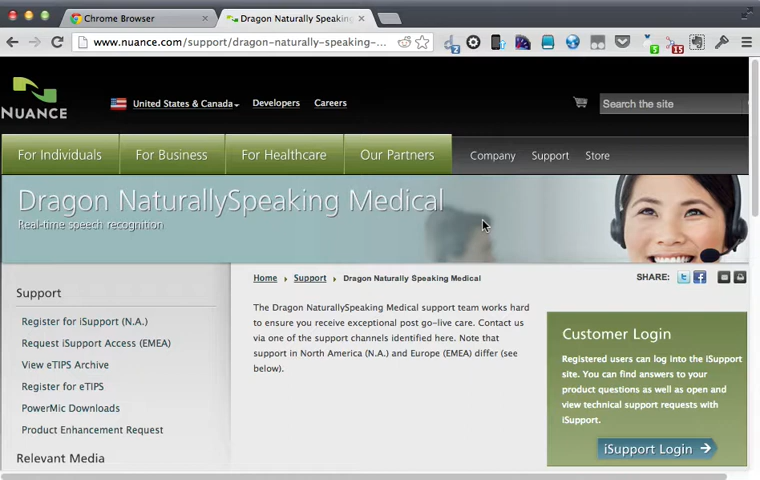 Chrome Browser
Dragon Naturally Speaking
www.nuance.com/support/dragon-naturally-speaking-...
2
5
15
NUANCE
United States & Canada
Developers
Careers
Search the site
For Individuals
For Business
For Healthcare
Our Partners
Company
Support
Store
Dragon NaturallySpeaking Medical
Real-time speech recognition
Home
Support
Dragon Naturally Speaking Medical
SHARE:
Support
Register for iSupport (N.A.)
Request iSupport Access (EMEA)
View eTIPS Archive
Register for eTIPS
PowerMic Downloads
Product Enhancement Request
Relevant Media
The Dragon NaturallySpeaking Medical support team works hard
to ensure you receive exceptional post go-live care. Contact us
via one of the support channels identified here. Note that
support in North America (N.A.) and Europe (EMEA) differ (see
below).
Customer Login
Registered users can log into the iSupport
site. You can find answers to your
product questions as well as open and
view technical support requests with
iSupport.
iSupport Login